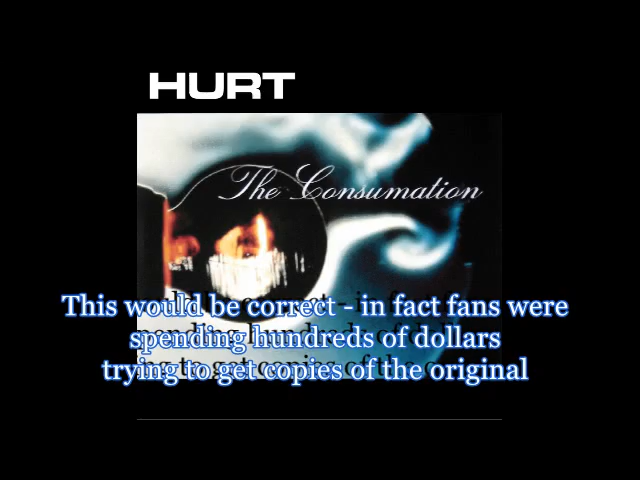 HURT
The Consumation
This would be correct - in fact fans were
spending hundreds of dollars
trying to get copies of the original